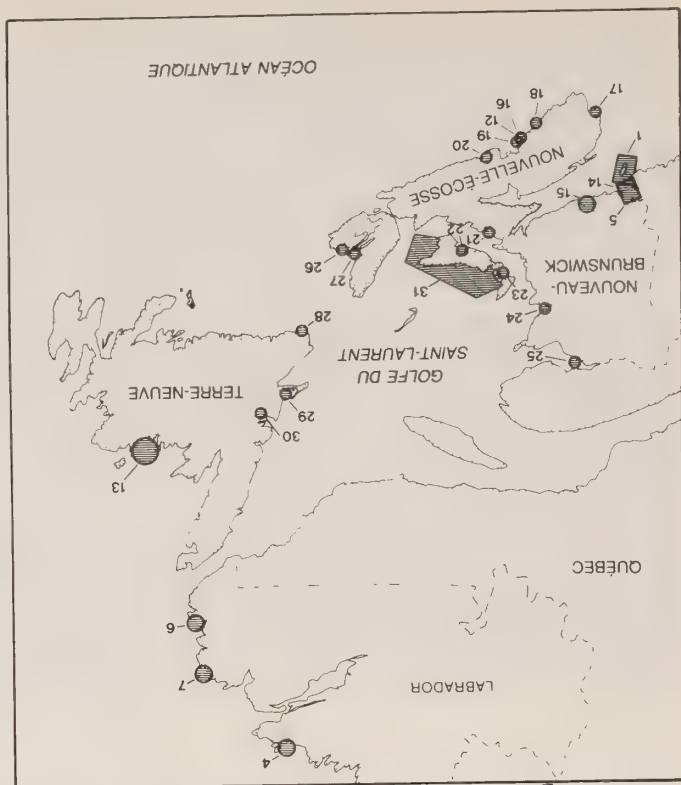 4
LABRADOR
7
6
QUÉBEC
13
30
TERRE-NEUVE
29
GOLFE DU
SAINT-LAURENT
25
28
24
31
23
NOUVEAU-
BRUNSWICK
27
26
22
21
5
15
14
1
NOUVELLE-ÉCOSSE
20
19
12
16
18
17
OCÉAN ATLANTIQUE